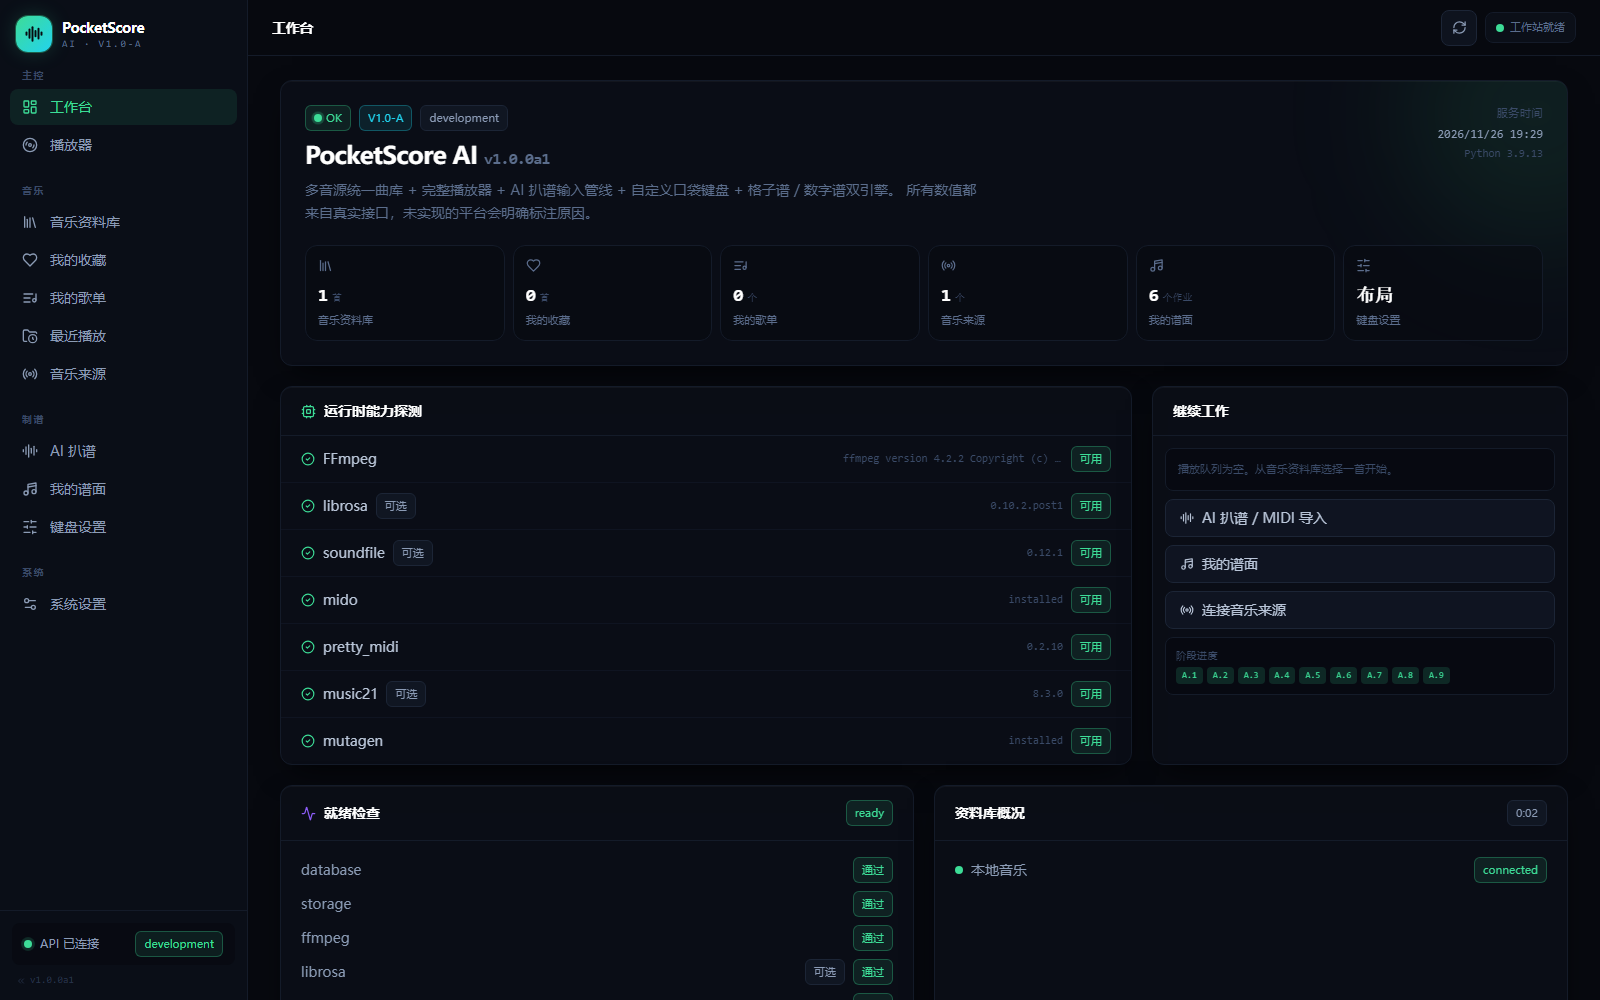 PocketScore
AI · V1.0-A
主控
工作台
播放器
音乐
音乐资料库
我的收藏
我的歌单
最近播放
音乐来源
制谱
AI 扒谱
我的谱面
键盘设置
系统
系统设置
API 已连接
development
v1.0.0a1
工作台
工作站就绪
OK
V1.0-A
development
服务时间
2026/11/26 19:29
Python 3.9.13
PocketScore AI v1.0.0a1
多音源统一曲库 + 完整播放器 + AI 扒谱输入管线 + 自定义口袋键盘 + 格子谱 / 数字谱双引擎。 所有数值都
来自真实接口，未实现的平台会明确标注原因。
1 首
音乐资料库
0 首
我的收藏
0 个
我的歌单
1 个
音乐来源
6 个作业
我的谱面
布局
键盘设置
运行时能力探测
FFmpeg
ffmpeg version 4.2.2 Copyright (c) …
可用
librosa 可选
0.10.2.post1
可用
soundfile 可选
0.12.1
可用
mido
installed
可用
pretty_midi
0.2.10
可用
music21 可选
8.3.0
可用
mutagen
installed
可用
继续工作
播放队列为空。从音乐资料库选择一首开始。
AI 扒谱 / MIDI 导入
我的谱面
连接音乐来源
阶段进度
A.1 A.2 A.3 A.4 A.5 A.6 A.7 A.8 A.9
就绪检查
ready
database
通过
storage
通过
ffmpeg
通过
librosa
可选
通过
资料库概况
0:02
本地音乐
connected